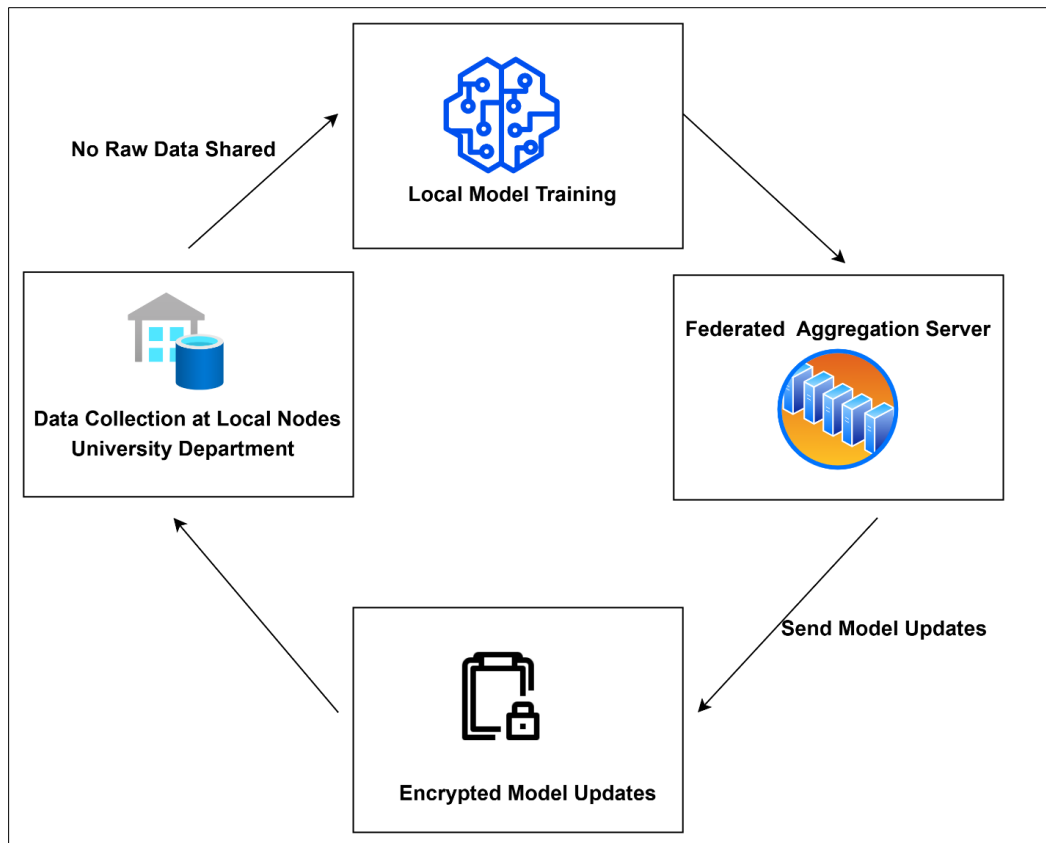 Local Model Training
No Raw Data Shared
Federated Aggregation Server
Data Collection at Local Nodes
University Department
Send Model Updates
Encrypted Model Updates